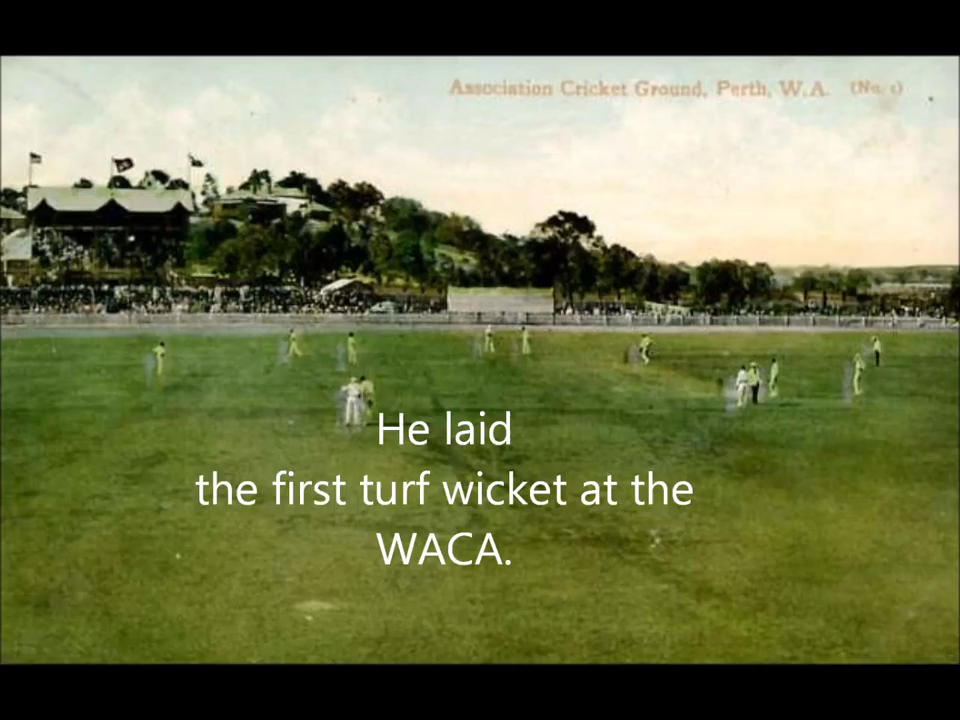 Association Cricket Ground, Perth, W.A. (No. 1)
He laid
the first turf wicket at the
WACA.